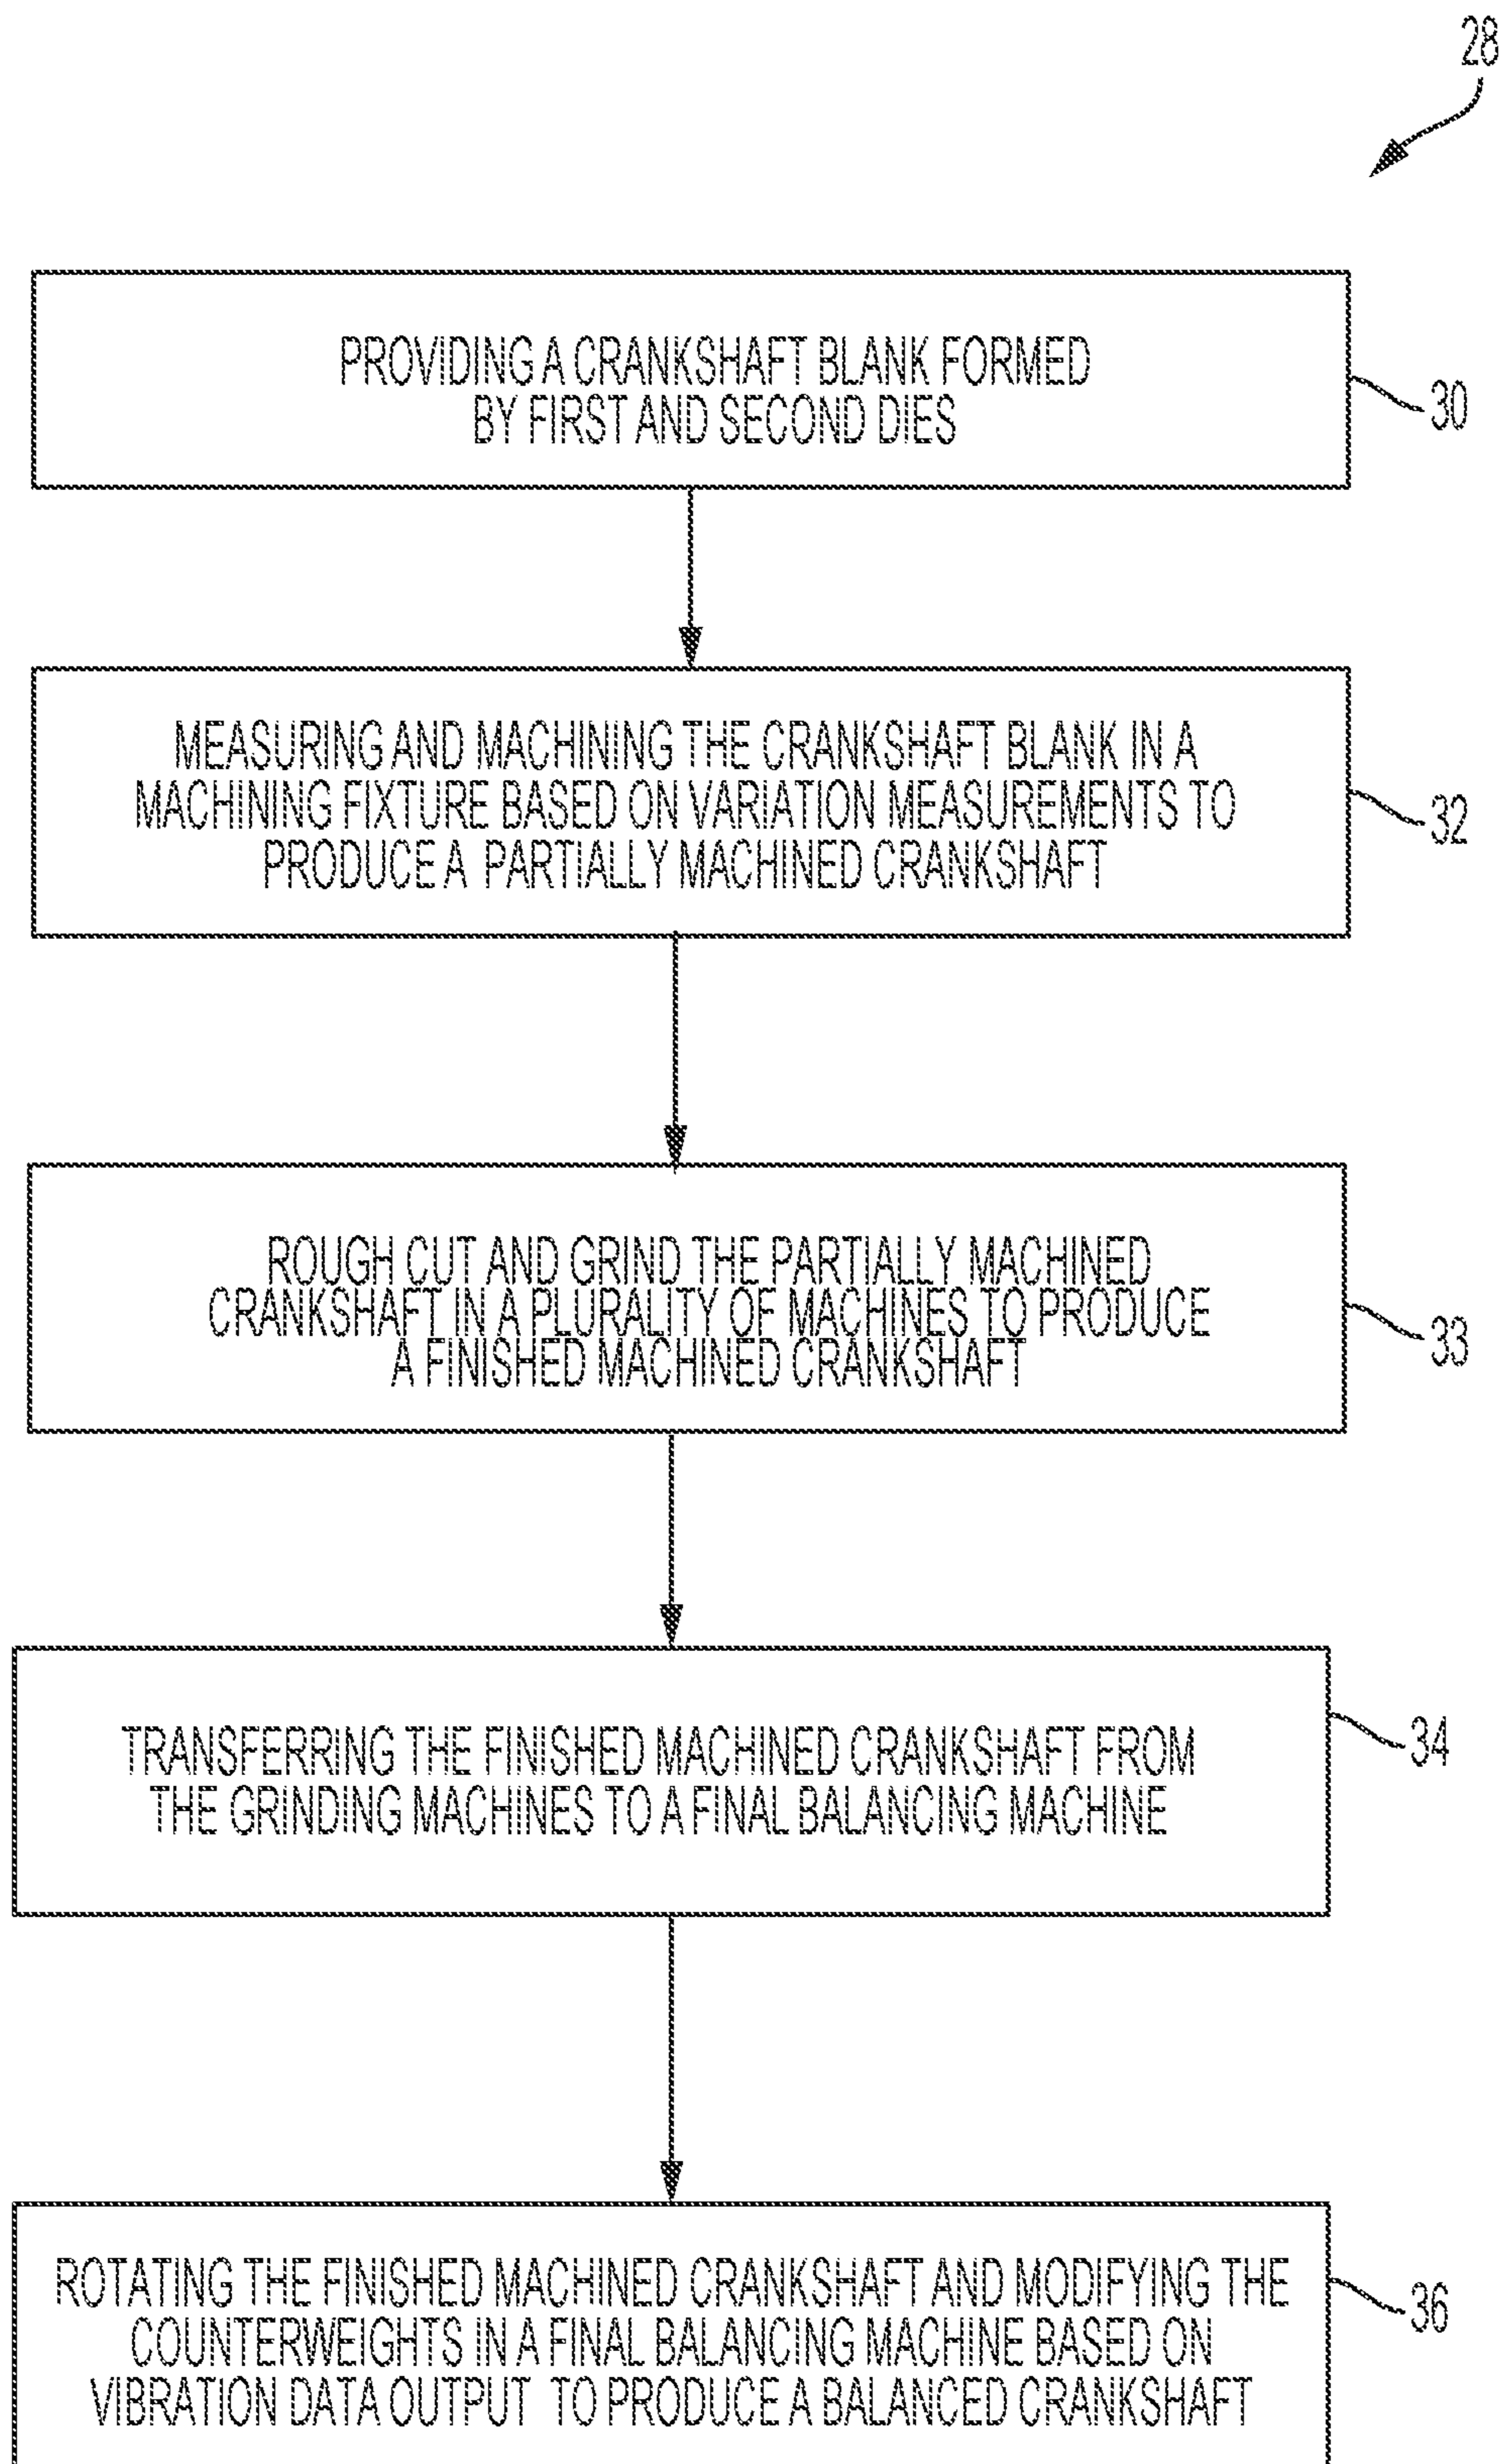 28
PROVIDING A CRANKSHAFT BLANK FORMED
BY FIRST AND SECOND DIES
30
MEASURING AND MACHINING THE CRANKSHAFT BLANK IN A
MACHINING FIXTURE BASED ON VARIATION MEASUREMENTS TO
PRODUCE A PARTIALLY MACHINED CRANKSHAFT
32
ROUGH CUT AND GRIND THE PARTIALLY MACHINED
CRANKSHAFT IN A PLURALITY OF MACHINES TO PRODUCE
A FINISHED MACHINED CRANKSHAFT
33
TRANSFERRING THE FINISHED MACHINED CRANKSHAFT FROM
THE GRINDING MACHINES TO A FINAL BALANCING MACHINE
34
ROTATING THE FINISHED MACHINED CRANKSHAFT AND MODIFYING THE
COUNTERWEIGHTS IN A FINAL BALANCING MACHINE BASED ON
VIBRATION DATA OUTPUT TO PRODUCE A BALANCED CRANKSHAFT
36